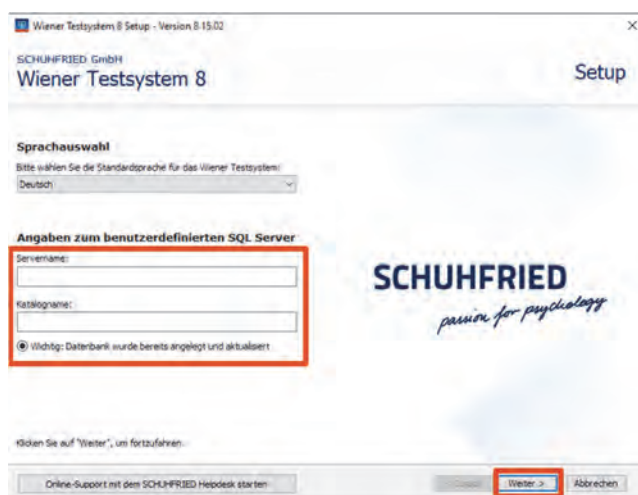 Wiener Testsystem 8 Setup - Version 8.15.02
SCHUHFRIED GmbH
Wiener Testsystem 8
Setup
Sprachauswahl
Bitte wählen Sie die Standardsprache für das Wiener Testsystem:
Deutsch
Angaben zum benutzerdefinierten SQL Server
Servername:
Katalogname:
Wichtig: Datenbank wurde bereits angelegt und aktualisiert
SCHUHFRIED
passion for psychology
Klicken Sie auf "Weiter", um fortzufahren.
Online-Support mit dem SCHUHFRIED Helpdesk starten
Weiter >
Abbrechen